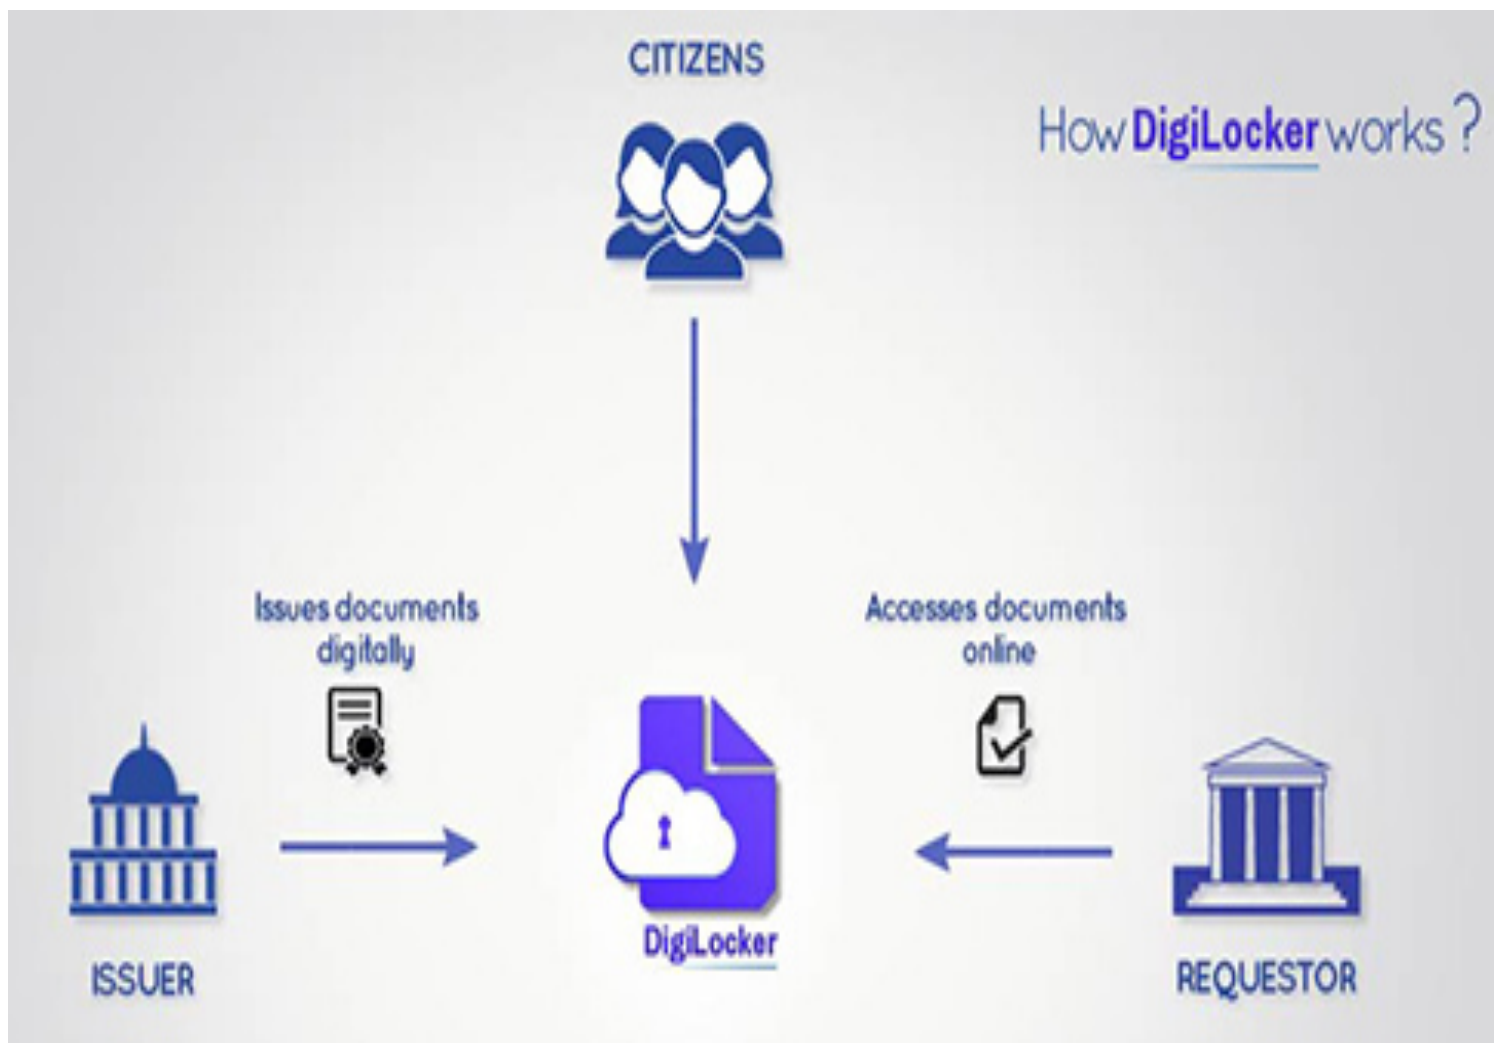 CITIZENS
How DigiLocker works ?
Issues documents
digitally
Accesses documents
online
DigiLocker
ISSUER
REQUESTOR